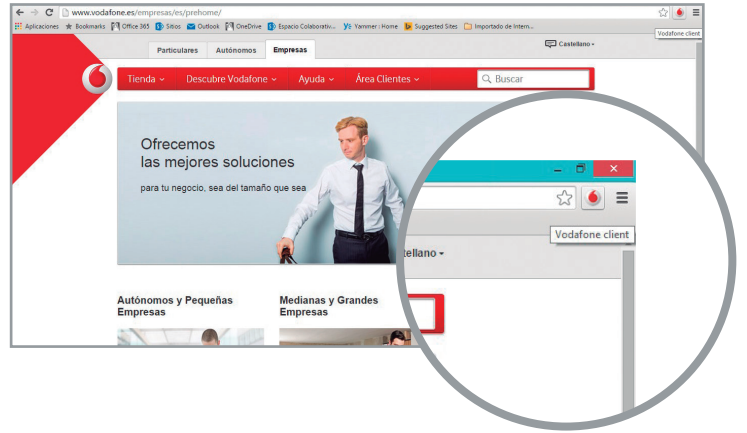 www.vodafone.es/empresas/es/prehome/
Aplicaciones Bookmarks Office 365 Sitios Outlook OneDrive Espacio Colaborativ... Yammer : Home Suggested Sites Importado de Intern...
Vodafone client
Particulares Autónomos Empresas Castellano
Tienda Descubre Vodafone Ayuda Área Clientes Buscar
Ofrecemos
las mejores soluciones
para tu negocio, sea del tamaño que sea
Vodafone client
tellano
Autónomos y Pequeñas
Empresas
Medianas y Grandes
Empresas